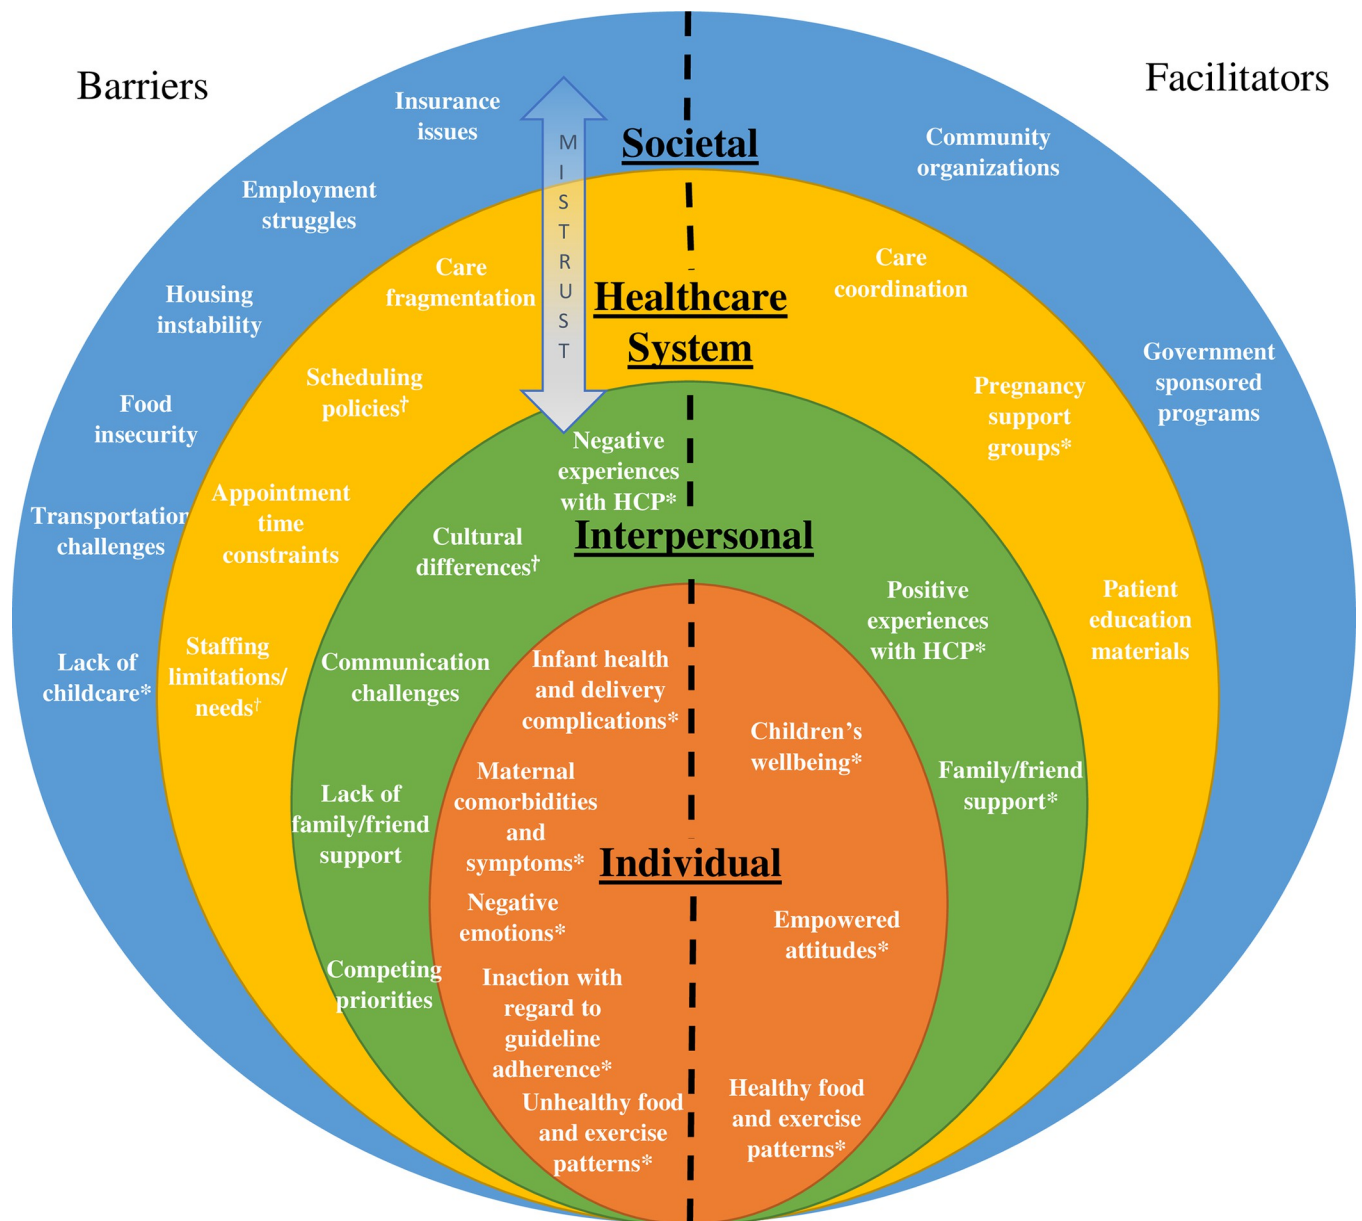 Barriers
Facilitators
Insurance
issues
Employment
struggles
Housing
instability
Food
insecurity
Transportation
challenges
Lack of
childcare*
MISTRUST
Societal
Community
organizations
Government
sponsored
programs
Care
fragmentation
Scheduling
policies†
Appointment
time
constraints
Staffing
limitations/
needs†
Healthcare
System
Care
coordination
Pregnancy
support
groups*
Patient
education
materials
Negative
experiences
with HCP*
Cultural
differences†
Communication
challenges
Lack of
family/friend
support
Competing
priorities
Interpersonal
Positive
experiences
with HCP*
Family/friend
support*
Infant health
and delivery
complications*
Maternal
comorbidities
and
symptoms*
Negative
emotions*
Inaction with
regard to
guideline
adherence*
Unhealthy food
and exercise
patterns*
Individual
Children’s
wellbeing*
Empowered
attitudes*
Healthy food
and exercise
patterns*